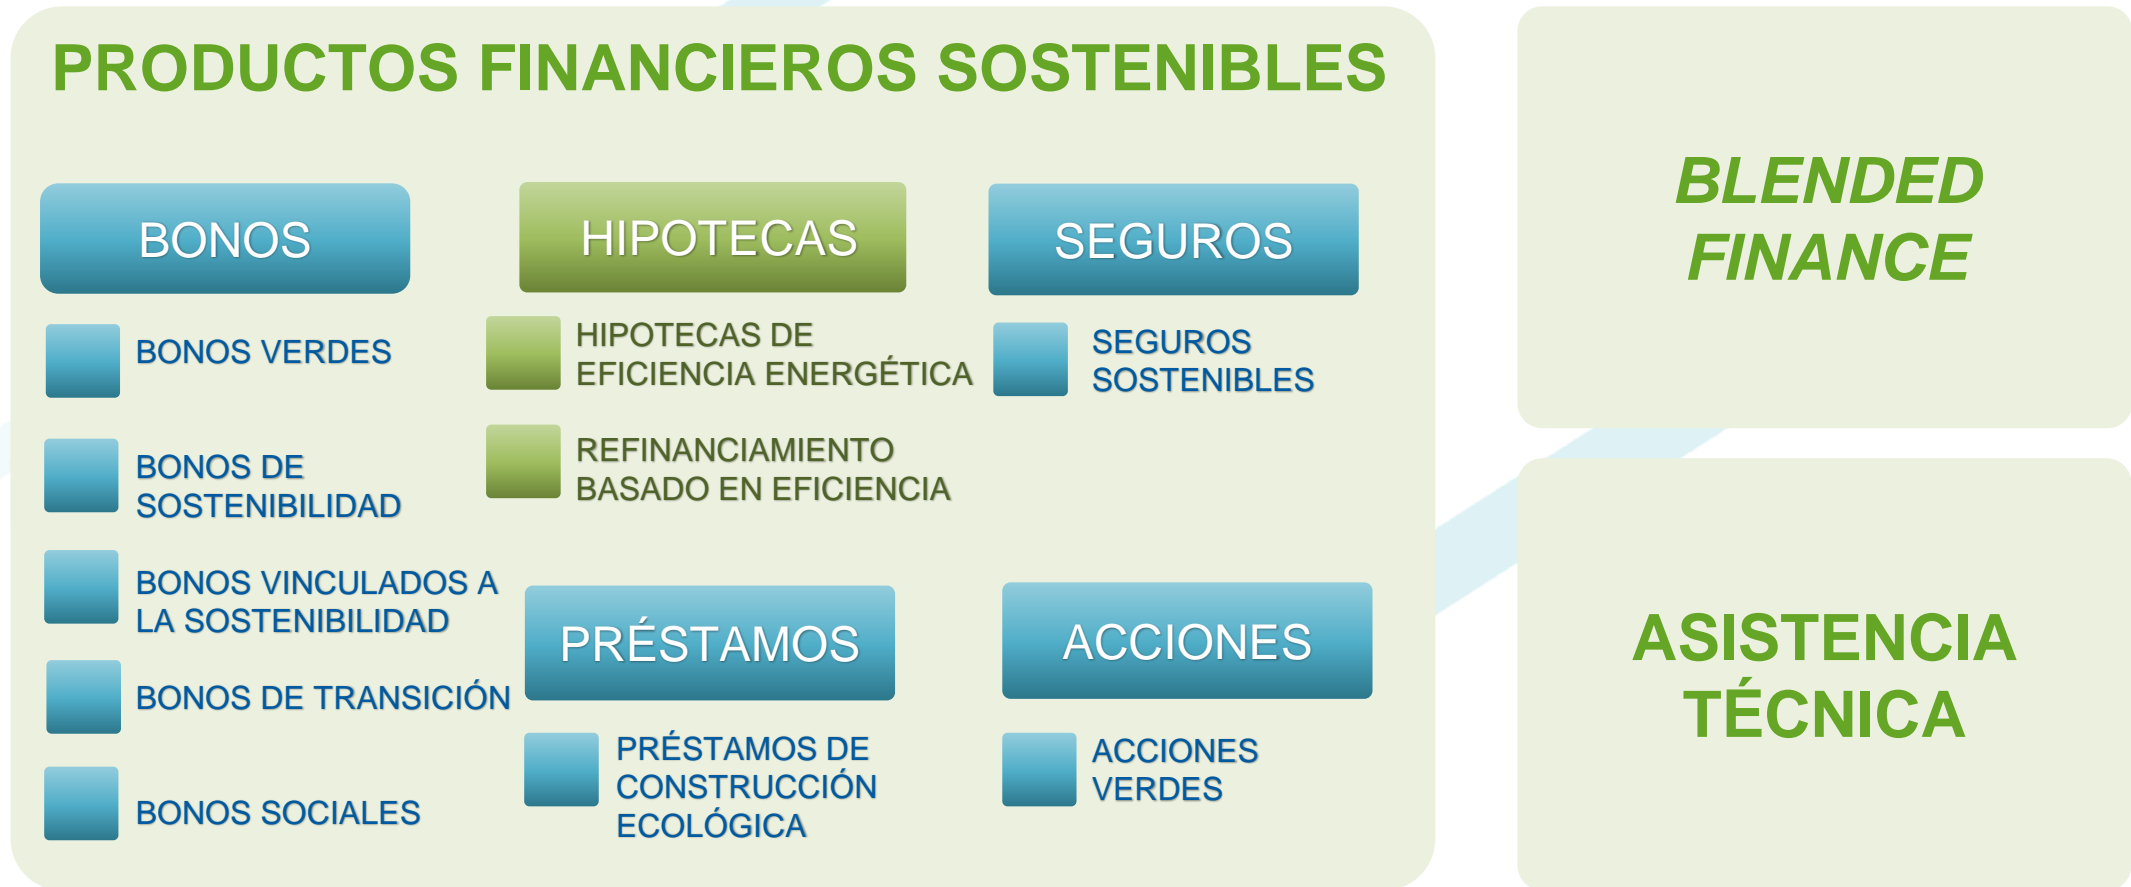 PRODUCTOS FINANCIEROS SOSTENIBLES
BONOS
BONOS VERDES
BONOS DE
SOSTENIBILIDAD
BONOS VINCULADOS A
LA SOSTENIBILIDAD
BONOS DE TRANSICIÓN
BONOS SOCIALES
HIPOTECAS
HIPOTECAS DE
EFICIENCIA ENERGÉTICA
REFINANCIAMIENTO
BASADO EN EFICIENCIA
PRÉSTAMOS
PRÉSTAMOS DE
CONSTRUCCIÓN
ECOLÓGICA
SEGUROS
SEGUROS
SOSTENIBLES
ACCIONES
ACCIONES
VERDES
BLENDED
FINANCE
ASISTENCIA
TÉCNICA